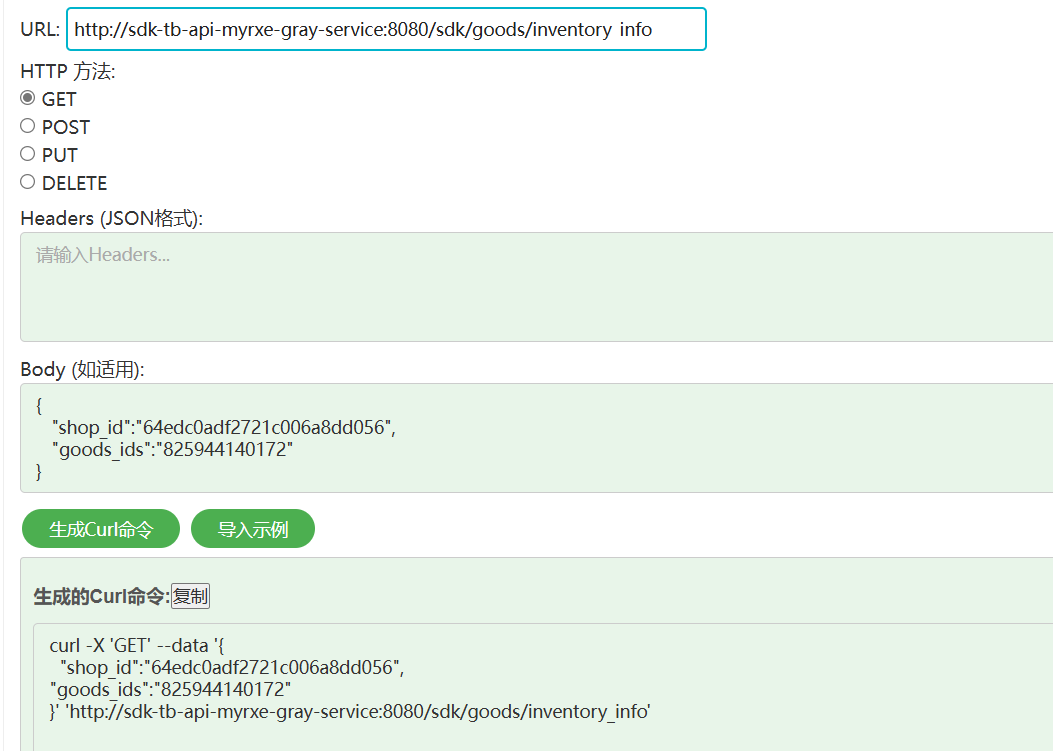 URL: http://sdk-tb-api-myrxe-gray-service:8080/sdk/goods/inventory_info
HTTP 方法:
GET
POST
PUT
DELETE
Headers (JSON格式):
请输入Headers...
Body (如适用):
{
"shop_id":"64edc0adf2721c006a8dd056",
"goods_ids":"825944140172"
}
生成Curl命令 导入示例
生成的Curl命令:复制
curl -X 'GET' --data '{
"shop_id":"64edc0adf2721c006a8dd056",
"goods_ids":"825944140172"
}' 'http://sdk-tb-api-myrxe-gray-service:8080/sdk/goods/inventory_info'